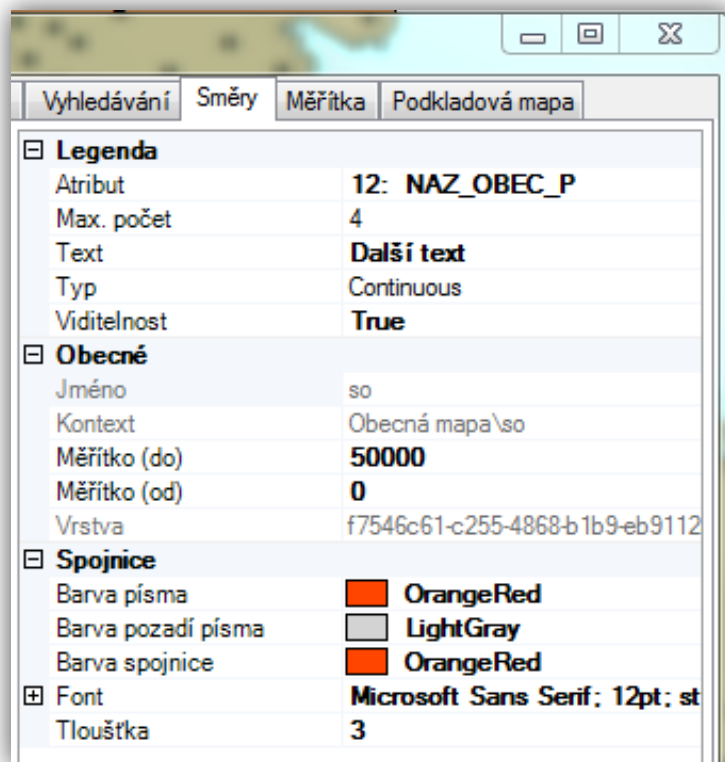 Vyhledávání Směry Měřítka Podkladová mapa
Legenda
Atribut 12: NAZ_OBEC_P
Max. počet 4
Text Další text
Typ Continuous
Viditelnost True
Obecné
Jméno so
Kontext Obecná mapa\so
Měřítko (do) 50000
Měřítko (od) 0
Vrstva f7546c61-c255-4868-b1b9-eb9112
Spojnice
Barva písma OrangeRed
Barva pozadí písma LightGray
Barva spojnice OrangeRed
Font Microsoft Sans Serif; 12pt; st
Tloušťka 3